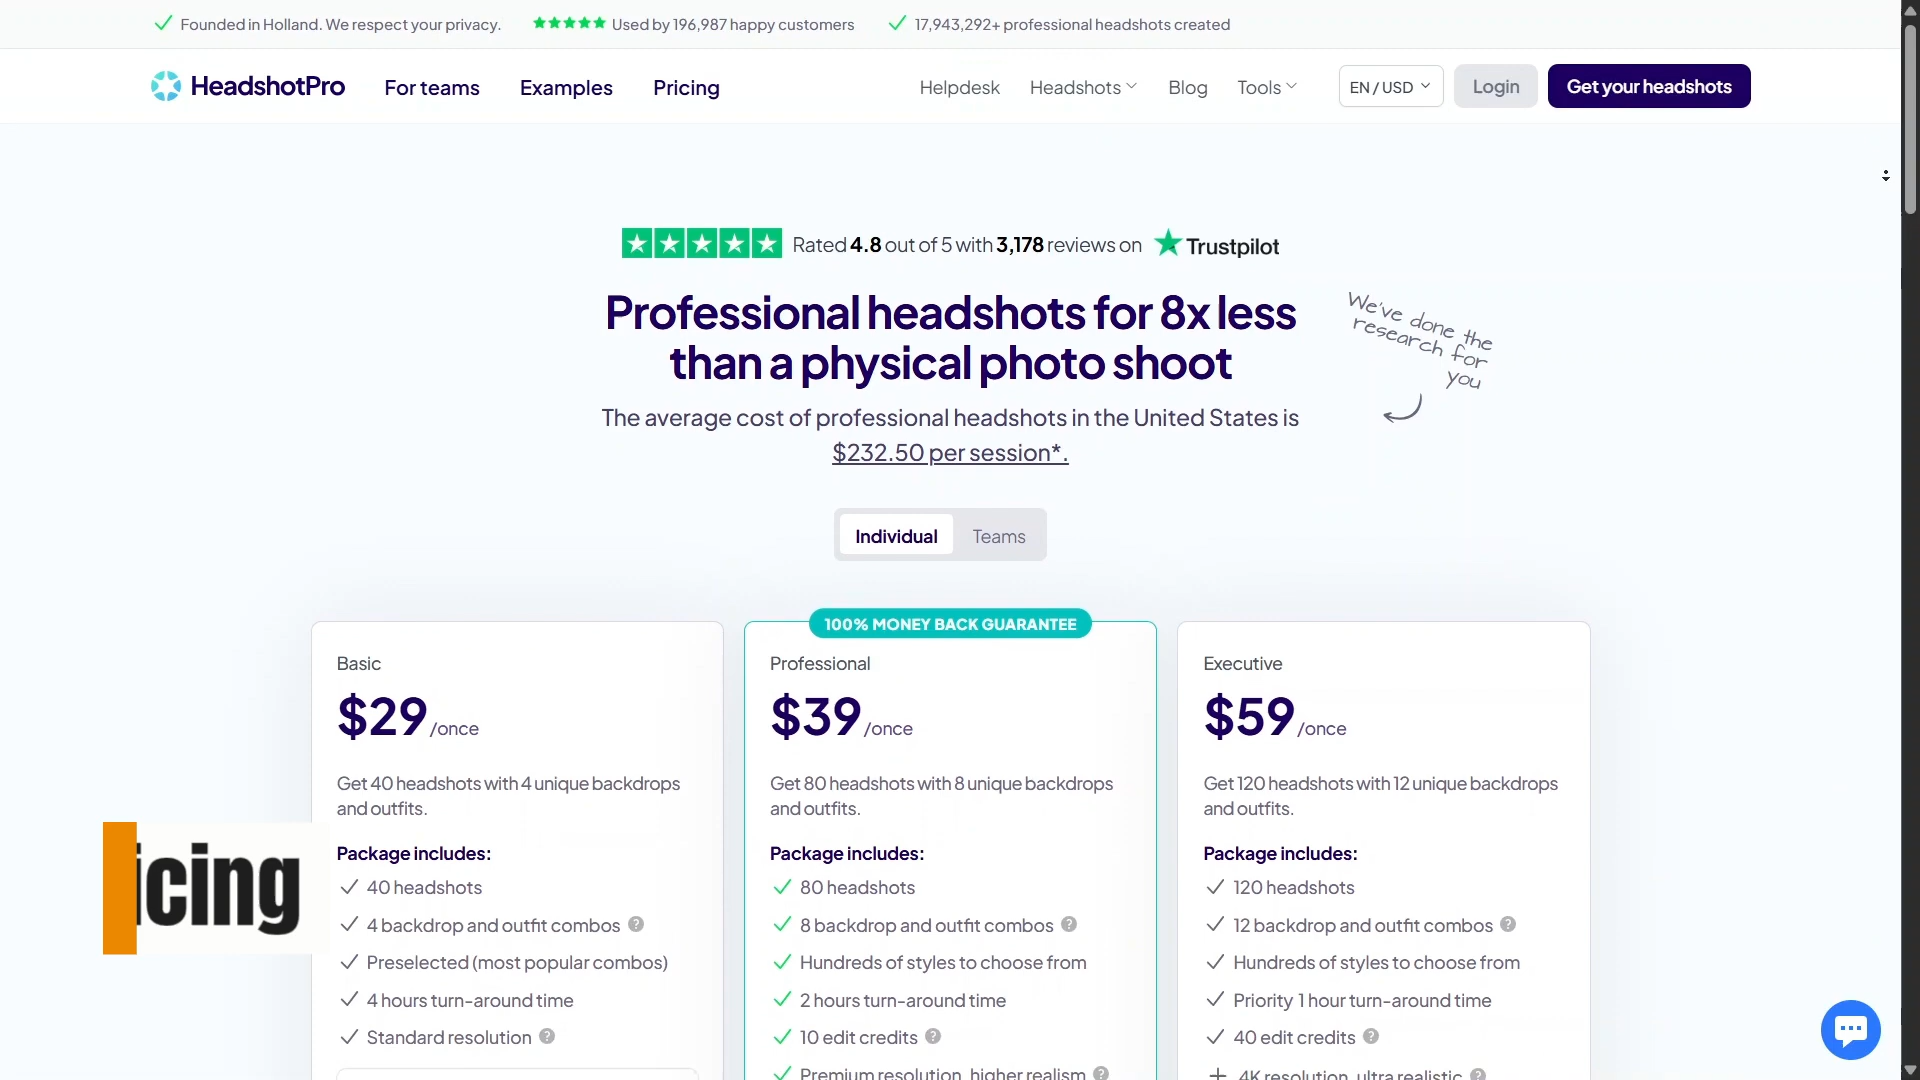 Founded in Holland. We respect your privacy.
Used by 196,987 happy customers
17,943,292+ professional headshots created
HeadshotPro
For teams
Examples
Pricing
Helpdesk
Headshots
Blog
Tools
EN / USD
Login
Get your headshots
Rated 4.8 out of 5 with 3,178 reviews on Trustpilot
Professional headshots for 8x less
than a physical photo shoot
We've done the
research for
you
The average cost of professional headshots in the United States is
$232.50 per session*.
Individual
Teams
Basic
$29/once
Get 40 headshots with 4 unique backdrops
and outfits.
Package includes:
40 headshots
4 backdrop and outfit combos
Preselected (most popular combos)
4 hours turn-around time
Standard resolution
100% MONEY BACK GUARANTEE
Professional
$39/once
Get 80 headshots with 8 unique backdrops
and outfits.
Package includes:
80 headshots
8 backdrop and outfit combos
Hundreds of styles to choose from
2 hours turn-around time
10 edit credits
Premium resolution, higher realism
Executive
$59/once
Get 120 headshots with 12 unique backdrops
and outfits.
Package includes:
120 headshots
12 backdrop and outfit combos
Hundreds of styles to choose from
Priority 1 hour turn-around time
40 edit credits
4K resolution, ultra realistic
icing